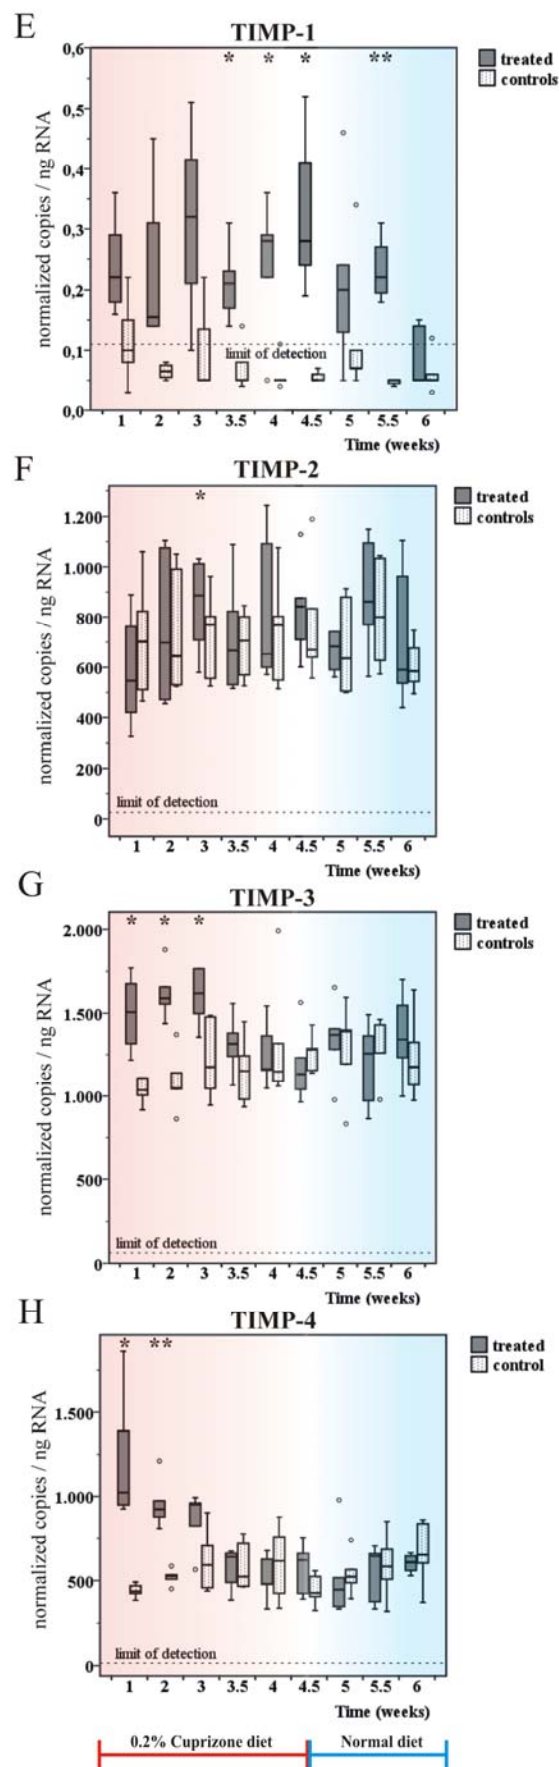 E
TIMP-1
0,6
* * * **
treated
controls
0,5
0,4
0,3
0,2
0,1
0,0
limit of detection
normalized copies / ng RNA
1 2 3 3.5 4 4.5 5 5.5 6
Time (weeks)
F
TIMP-2
*
treated
controls
1.200
1.000
800
600
400
200
0
limit of detection
normalized copies / ng RNA
1 2 3 3.5 4 4.5 5 5.5 6
Time (weeks)
G
TIMP-3
2.000
* * *
treated
controls
1.500
1.000
500
0
limit of detection
normalized copies / ng RNA
1 2 3 3.5 4 4.5 5 5.5 6
Time (weeks)
H
TIMP-4
* **
treated
control
1.500
1.000
500
0
limit of detection
normalized copies / ng RNA
1 2 3 3.5 4 4.5 5 5.5 6
Time (weeks)
0.2% Cuprizone diet Normal diet